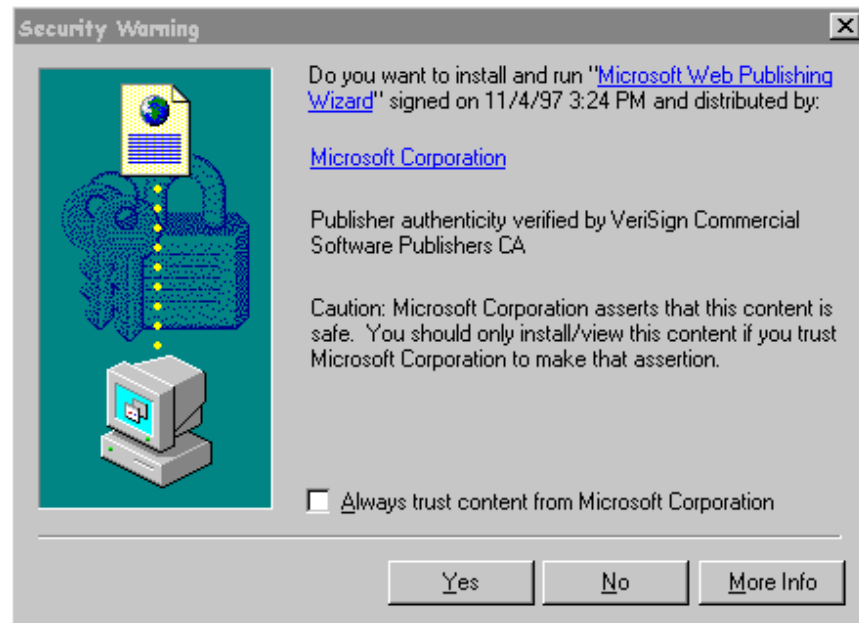 Security Warning
Do you want to install and run "Microsoft Web Publishing
Wizard" signed on 11/4/97 3:24 PM and distributed by:
Microsoft Corporation
Publisher authenticity verified by VeriSign Commercial
Software Publishers CA
Caution: Microsoft Corporation asserts that this content is
safe.  You should only install/view this content if you trust
Microsoft Corporation to make that assertion.
Always trust content from Microsoft Corporation
Yes No More Info